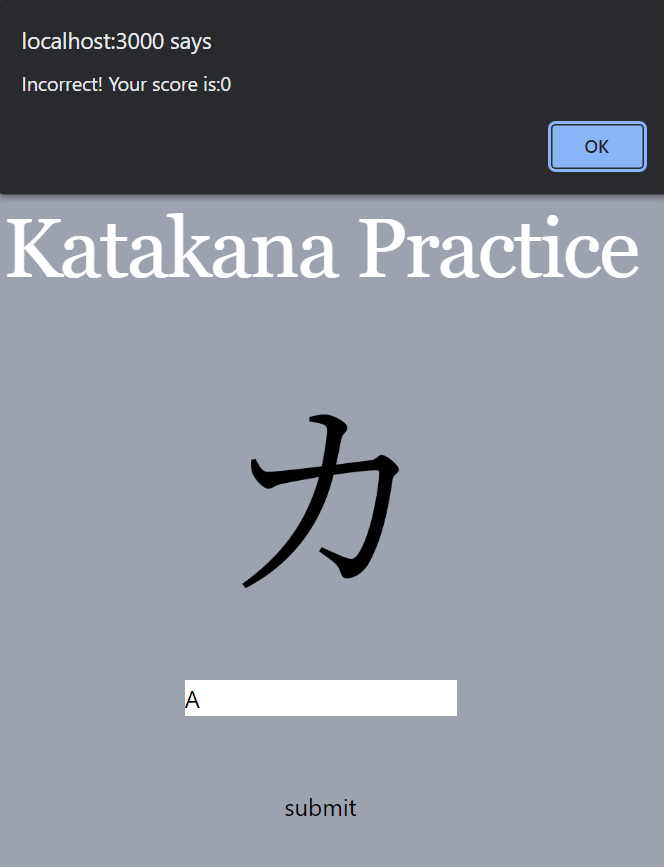 localhost:3000 says
Incorrect! Your score is:0
OK
Katakana Practice
カ
A
submit